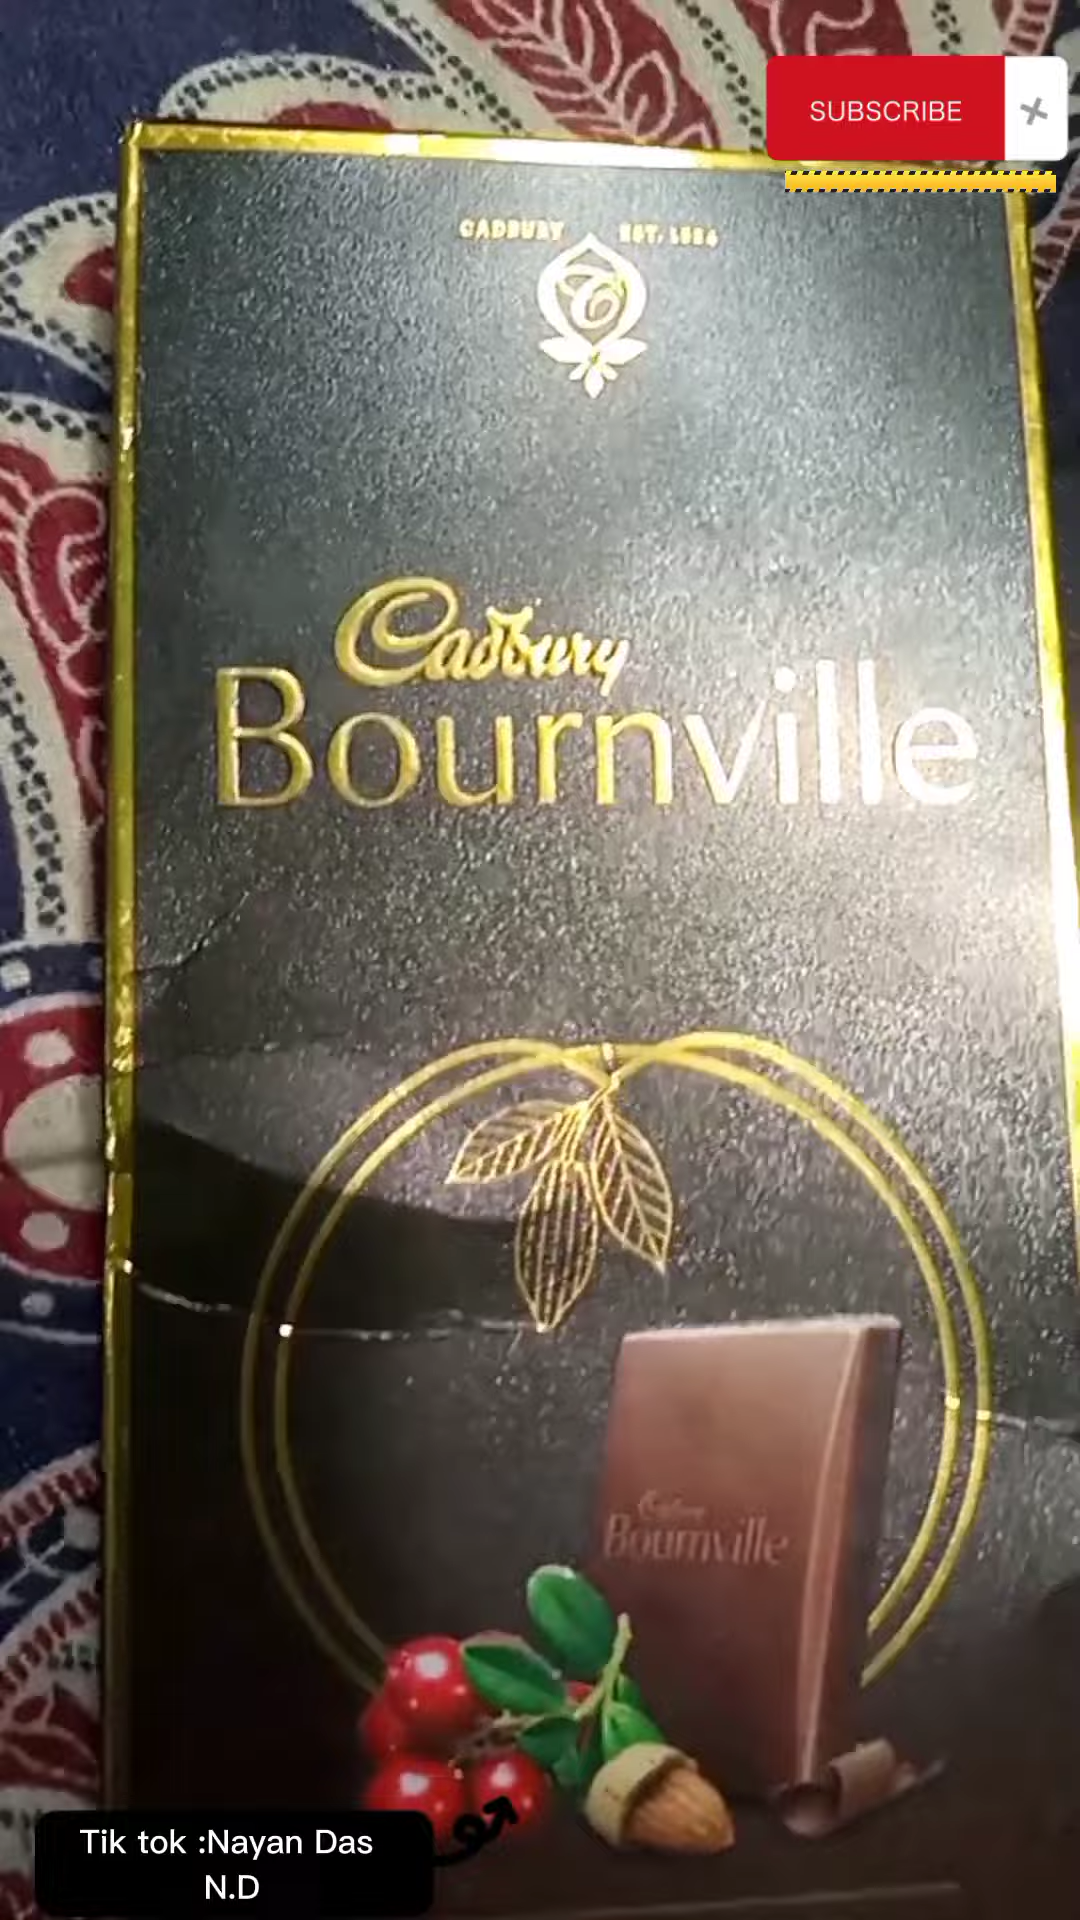 SUBSCRIBE
CADBURY EST. 1824
Cadbury
Bournville
Cadbury
Bournville
Tik tok :Nayan Das
N.D